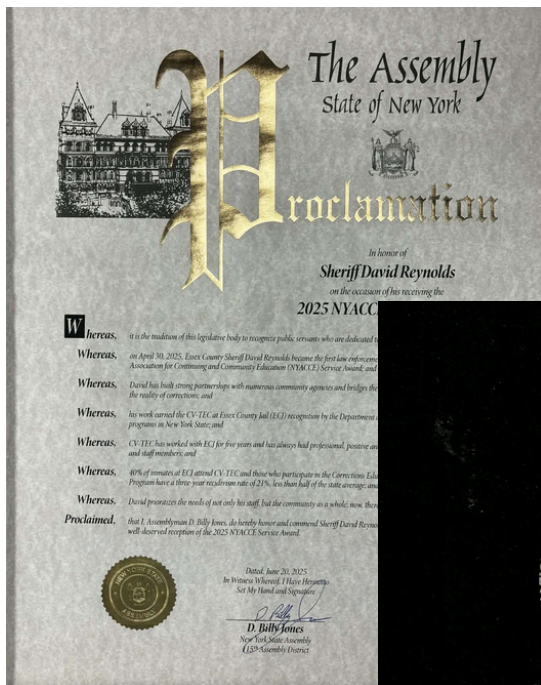 The Assembly
State of New York
Proclamation
In honor of
Sheriff David Reynolds
on the occasion of his receiving the
2025 NYACCE
Whereas, it is the tradition of this legislative body to recognize public servants who are dedicated to
Whereas, on April 30, 2025, Essex County Sheriff David Reynolds became the first law enforceme
Association for Continuing and Community Education (NYACCE) Service Award; and
Whereas, David has built strong partnerships with numerous community agencies and bridges the
the reality of corrections; and
Whereas, his work earned the CV-TEC at Essex County Jail (ECJ) recognition by the Department
programs in New York State; and
Whereas, CV-TEC has worked with ECJ for five years and has always had professional, positive an
and staff members; and
Whereas, 40% of inmates at ECJ attend CV-TEC and those who participate in the Corrections Edu
Program have a three-year recidivism rate of 21%, less than half of the state average; and
Whereas, David prioritizes the needs of not only his staff, but the community as a whole; now, there
Proclaimed, that I, Assemblyman D. Billy Jones, do hereby honor and commend Sheriff David Reyno
well-deserved reception of the 2025 NYACCE Service Award.
Dated: June 20, 2025
In Witness Whereof, I Have Hereunto
Set My Hand and Signature
D. Billy Jones
New York State Assembly
115th Assembly District
NEW YORK STATE
ASSEMBLY